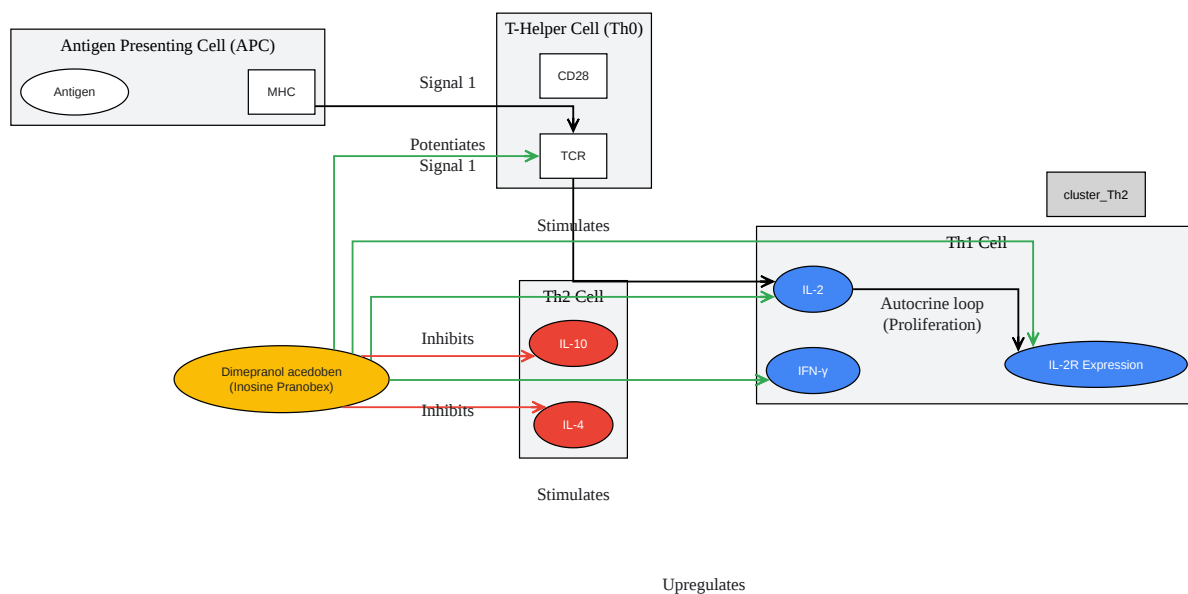 T-Helper Cell (Th0)
Antigen Presenting Cell (APC)
CD28
Antigen
MHC
Signal 1
Potentiates
Signal 1
TCR
cluster_Th2
Stimulates
Th1 Cell
Th2 Cell
IL-2
Autocrine loop
(Proliferation)
Inhibits
IL-10
IFN-γ
IL-2R Expression
Dimepranol acedoben
(Inosine Pranobex)
Inhibits
IL-4
Stimulates
Upregulates